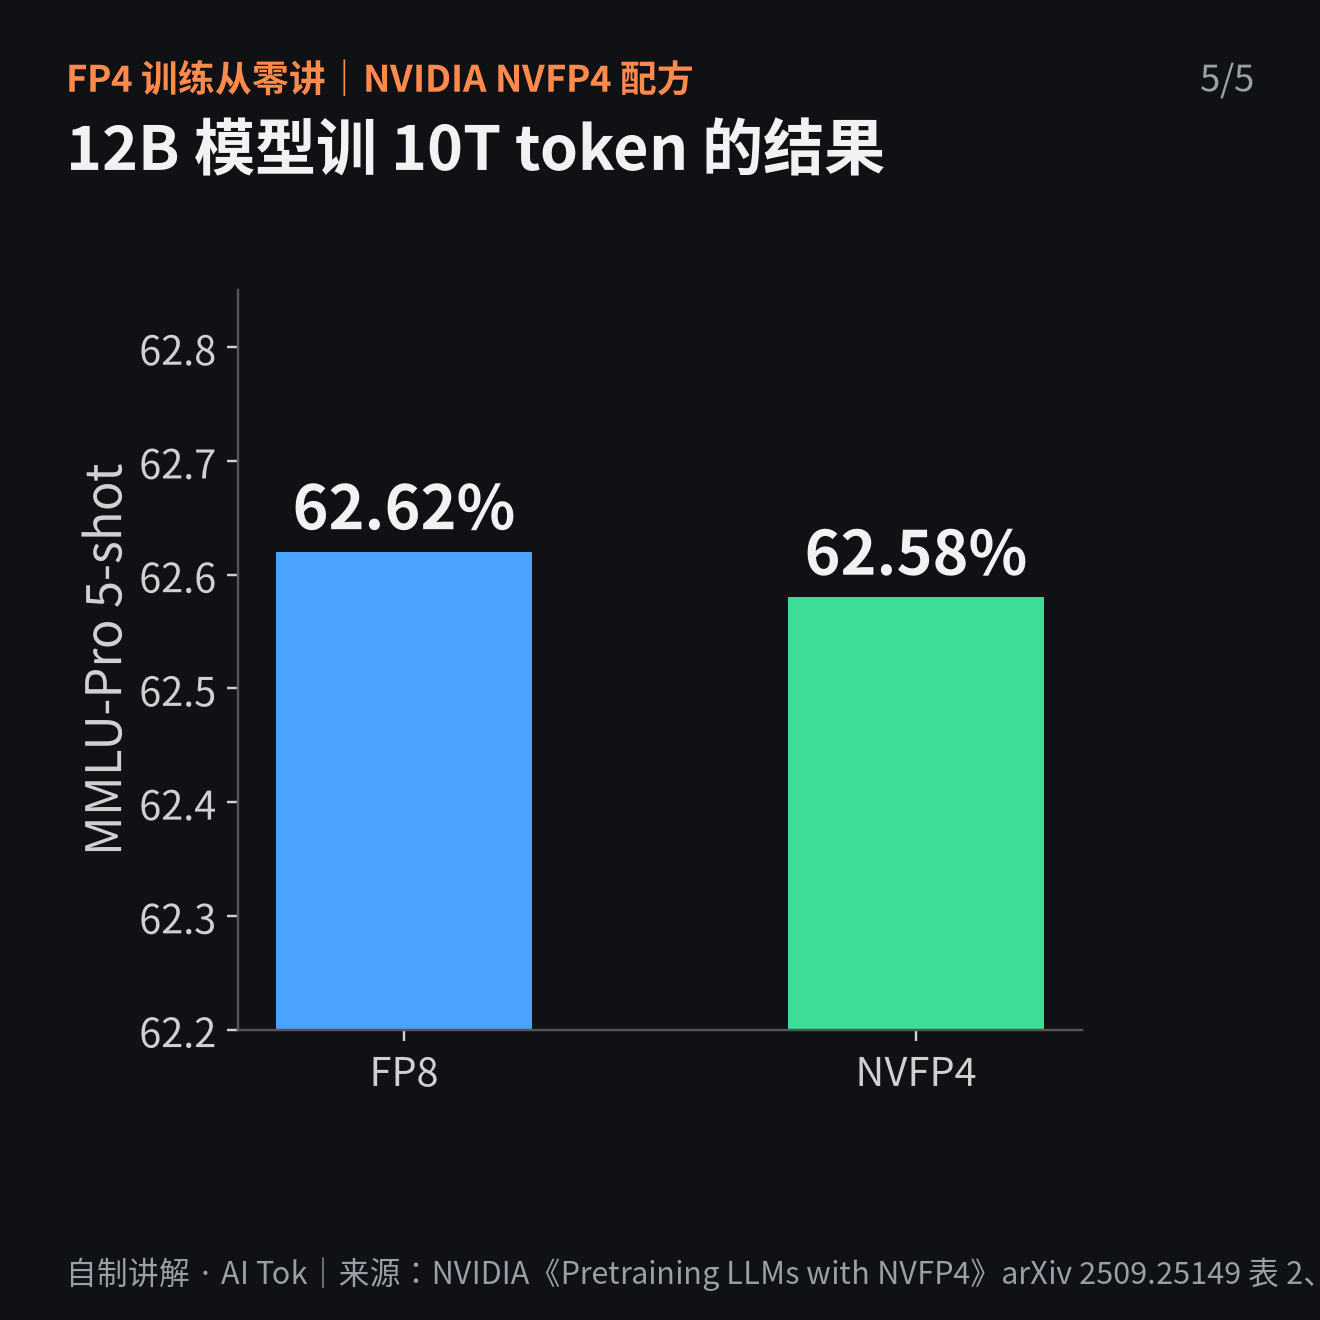 FP4 训练从零讲｜NVIDIA NVFP4 配方
5/5
12B 模型训 10T token 的结果
MMLU-Pro 5-shot
62.8
62.7
62.6
62.5
62.4
62.3
62.2
62.62%
62.58%
FP8
NVFP4
自制讲解 · AI Tok｜来源：NVIDIA《Pretraining LLMs with NVFP4》arXiv 2509.25149 表 2、